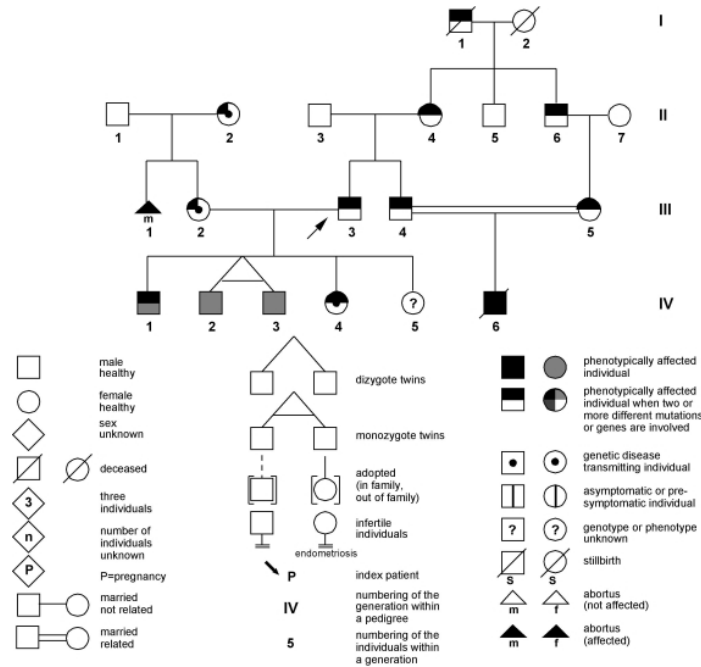 I
1 2
II
1 2 3 4 5 6 7
m
III
1 2 3 4 5
?
IV
1 2 3 4 5 6
male
healthy
female
healthy
sex
unknown
deceased
3
three
individuals
n
number of
individuals
unknown
P
P=pregnancy
married
not related
married
related
dizygote twins
monozygote twins
adopted
(in family,
out of family)
infertile
individuals
endometriosis
P
index patient
IV
numbering of the
generation within
a pedigree
5
numbering of the
individuals within
a generation
phenotypically affected
individual
phenotypically affected
individual when two or
more different mutations
or genes are involved
genetic disease
transmitting individual
asymptomatic or pre-
symptomatic individual
? ?
genotype or phenotype
unknown
S S
stillbirth
m f
abortus
(not affected)
m f
abortus
(affected)